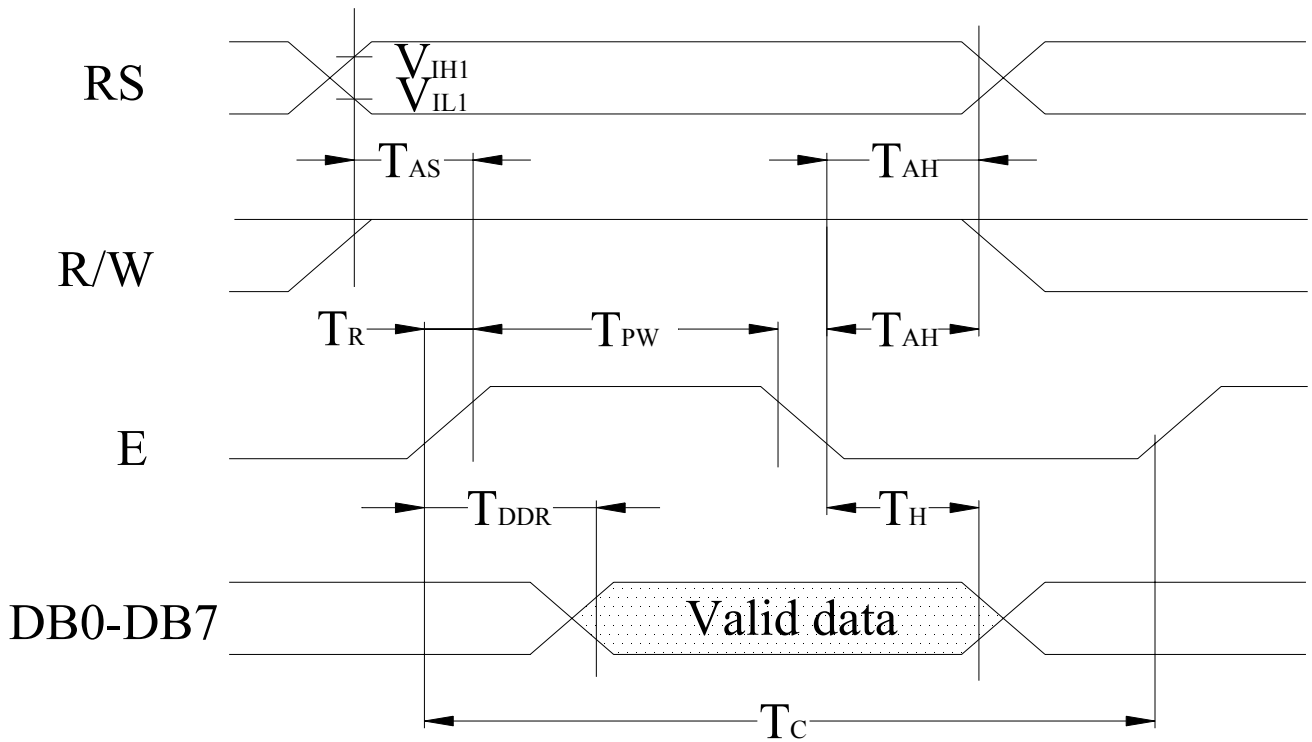 RS
VIH1
VIL1
TAS
TAH
R/W
TR
TPW
TAH
E
TDDR
TH
DB0-DB7
Valid data
TC